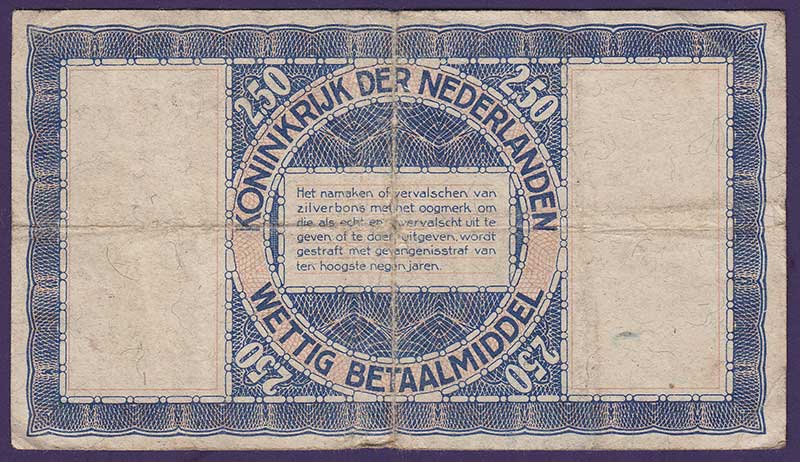 250
250
KONINKRIJK DER NEDERLANDEN
Het namaken of vervalschen van
zilverbons met het oogmerk om
die als echt en onvervalscht uit te
geven of te doen uitgeven, wordt
gestraft met gevangenisstraf van
ten hoogste negen jaren.
WETTIG BETAALMIDDEL
250
250